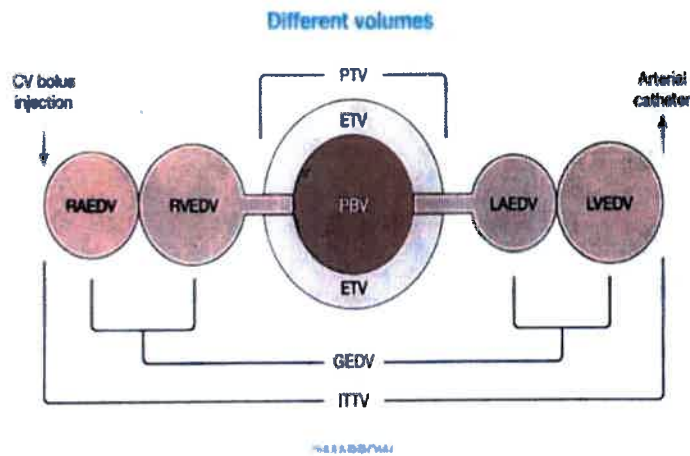 Different volumes
CV bolus
injection
PTV
Arterial
catheter
ETV
RAEDV
RVEDV
PBV
LAEDV
LVEDV
ETV
GEDV
ITTV